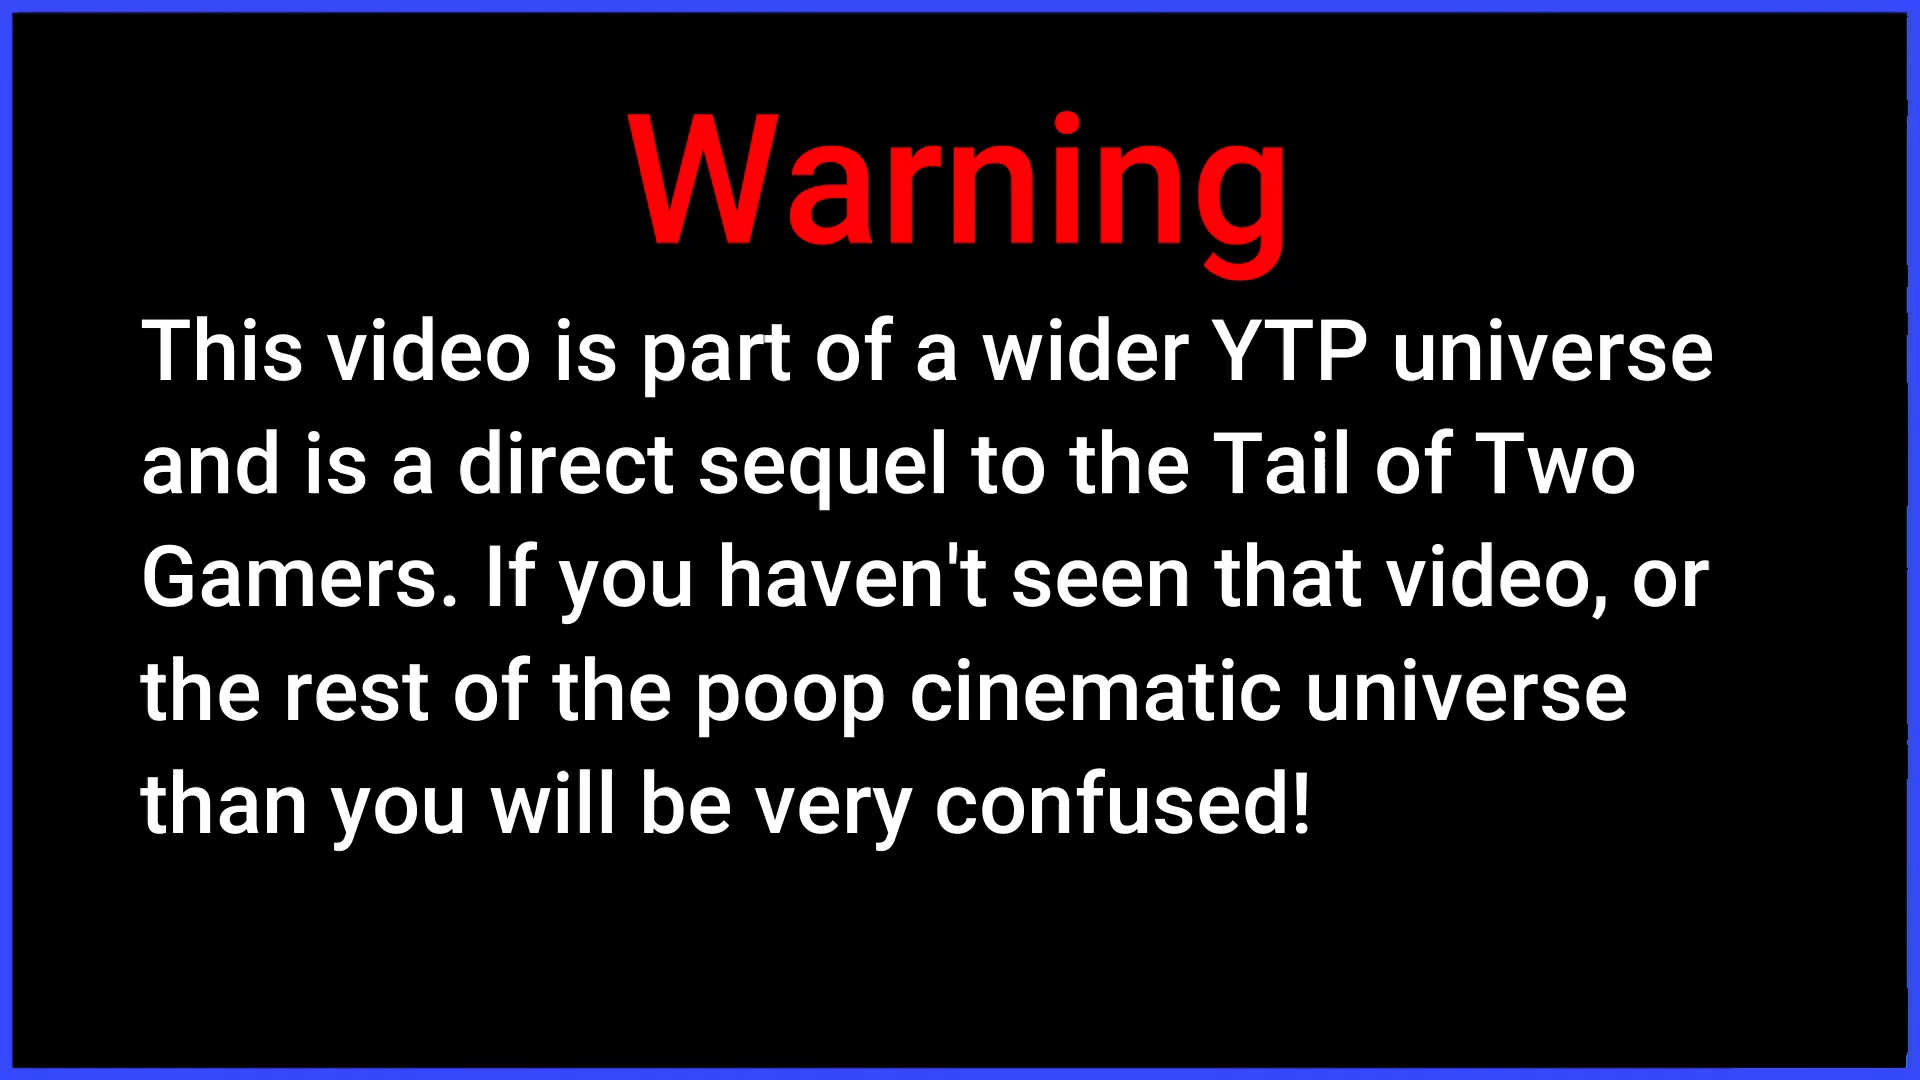 Warning
This video is part of a wider YTP universe
and is a direct sequel to the Tail of Two
Gamers. If you haven't seen that video, or
the rest of the poop cinematic universe
than you will be very confused!